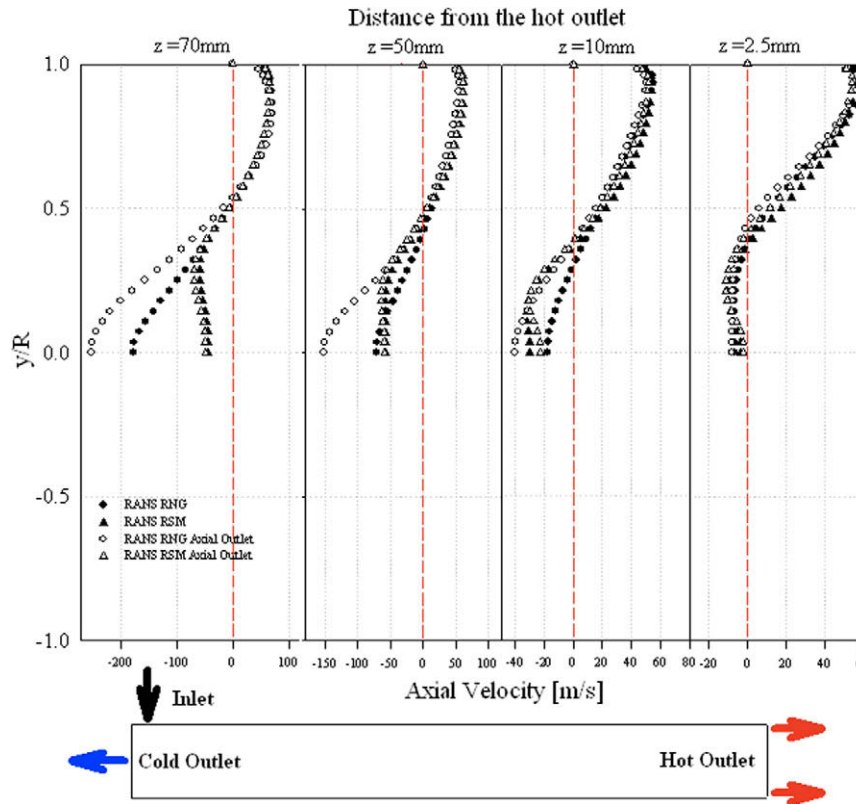 Distance from the hot outlet
z =70mm z =50mm z =10mm z =2.5mm
1.0
0.5
y/R
0.0
-0.5
-1.0
RANS RNG
RANS RSM
RANS RNG Axial Outlet
RANS RSM Axial Outlet
-200 -100 0 100 -150 -100 -50 0 50 100 -40 -20 0 20 40 60 80 -20 0 20 40
Axial Velocity [m/s]
Inlet
Cold Outlet Hot Outlet